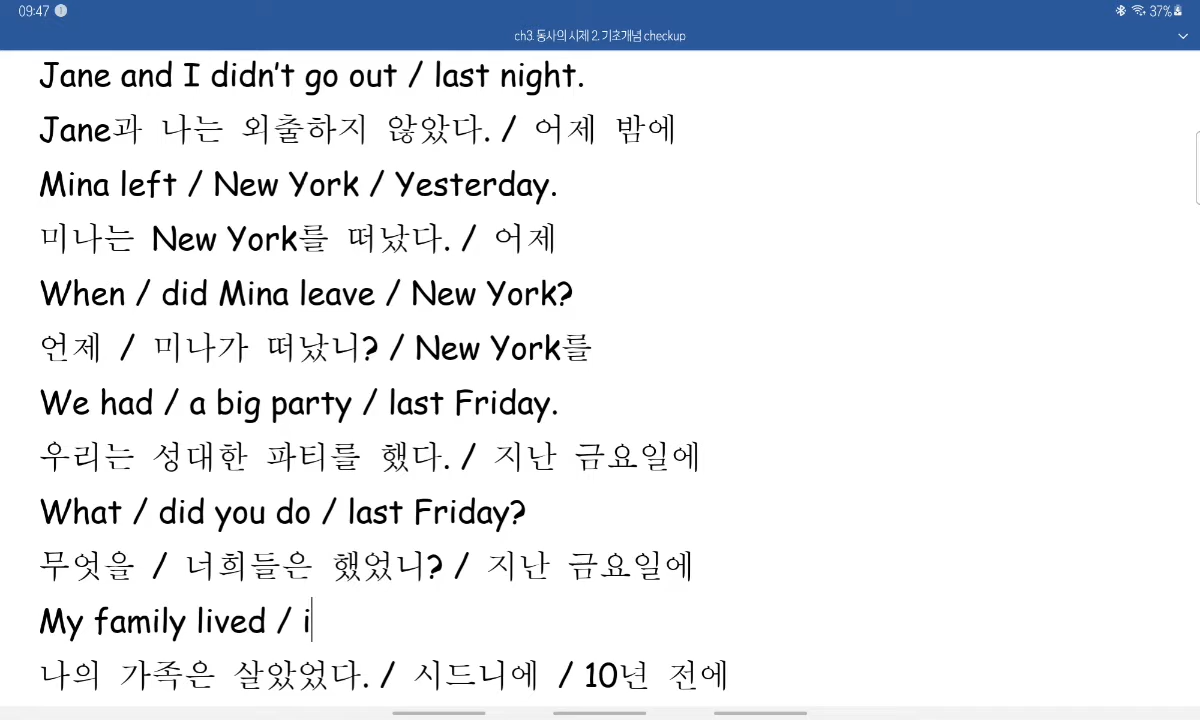 09:47
37%
ch3. 동사의 시제 2. 기초개념 checkup
Jane and I didn't go out / last night.
Jane과 나는 외출하지 않았다. / 어제 밤에
Mina left / New York / Yesterday.
미나는 New York를 떠났다. / 어제
When / did Mina leave / New York?
언제 / 미나가 떠났니? / New York를
We had / a big party / last Friday.
우리는 성대한 파티를 했다. / 지난 금요일에
What / did you do / last Friday?
무엇을 / 너희들은 했었니? / 지난 금요일에
My family lived / i
나의 가족은 살았었다. / 시드니에 / 10년 전에